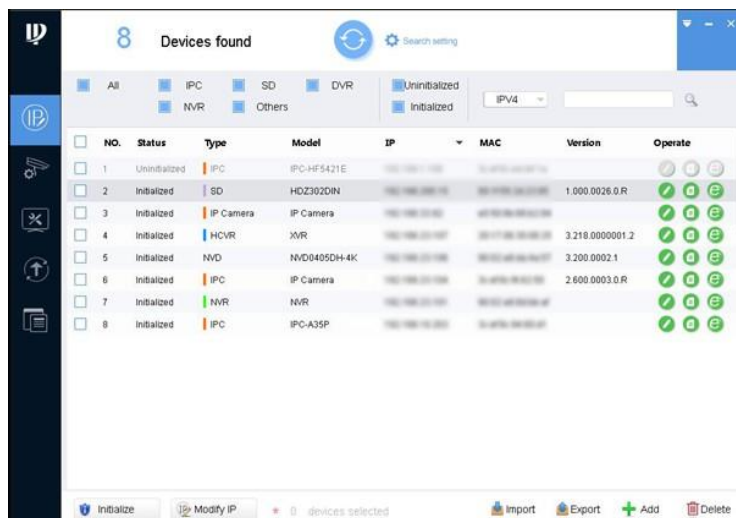 8 Devices found Search setting
All IPC SD DVR Uninitialized
NVR Others Initialized
IPV4
NO. Status Type Model IP MAC Version Operate
1 Uninitialized IPC IPC-HF5421E
2 Initialized SD HDZ302DIN 1.000.0026.0.R
3 Initialized IP Camera IP Camera
4 Initialized HCVR XVR 3.218.0000001.2
5 Initialized NVD NVD0405DH-4K 3.200.0002.1
6 Initialized IPC IP Camera 2.600.0003.0.R
7 Initialized NVR NVR
8 Initialized IPC IPC-A35P
Initialize Modify IP * 0 devices selected Import Export Add Delete